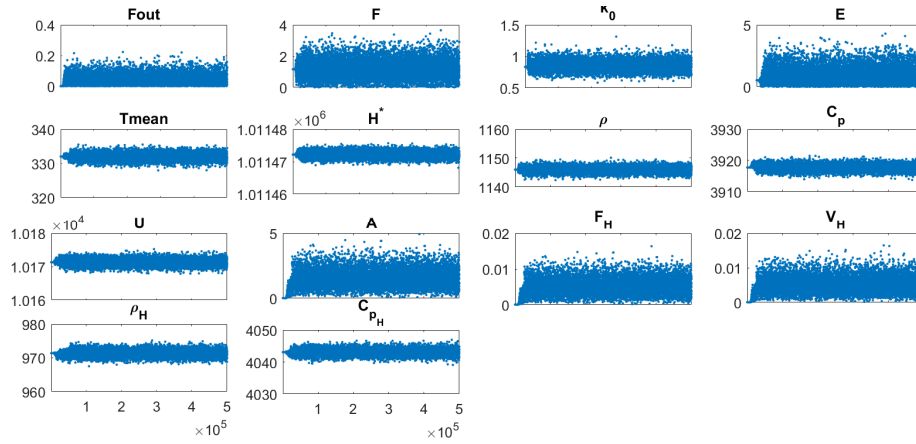 Fout
F
κ0
E
0.4
0.2
0
4
2
0
1.5
1
0.5
5
0
Tmean
H*
ρ
Cp
340
330
320
×10^6
1.01148
1.01147
1.01146
1160
1150
1140
3930
3920
3910
U
A
FH
VH
×10^4
1.018
1.017
1.016
5
0
0.02
0.01
0
0.02
0.01
0
ρH
CpH
980
970
960
4050
4040
4030
1 2 3 4 5
×10^5
1 2 3 4 5
×10^5